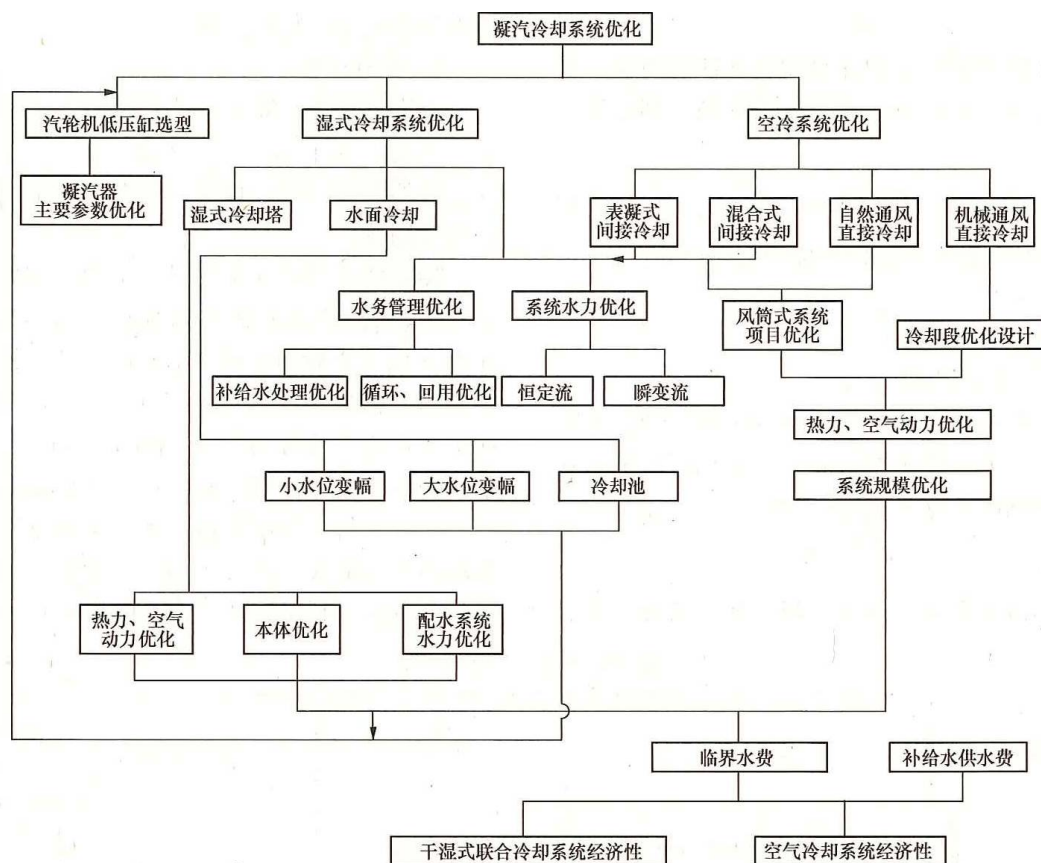 凝汽冷却系统优化
汽轮机低压缸选型
湿式冷却系统优化
空冷系统优化
凝汽器
主要参数优化
湿式冷却塔
水面冷却
表凝式
间接冷却
混合式
间接冷却
自然通风
直接冷却
机械通风
直接冷却
水务管理优化
系统水力优化
风筒式系统
项目优化
冷却段优化设计
补给水处理优化
循环、回用优化
恒定流
瞬变流
热力、空气动力优化
小水位变幅
大水位变幅
冷却池
系统规模优化
热力、空气
动力优化
本体优化
配水系统
水力优化
临界水费
补给水供水费
干湿式联合冷却系统经济性
空气冷却系统经济性